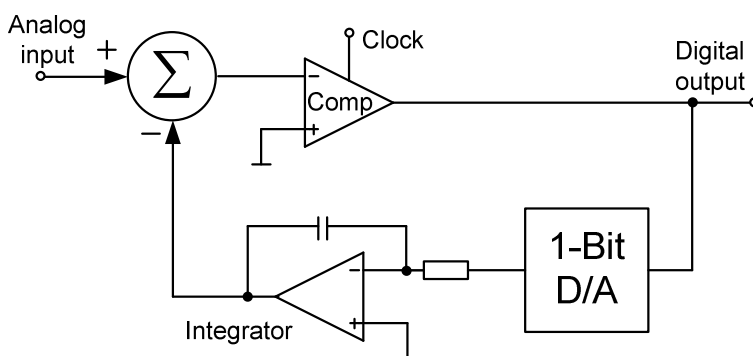 Analog
input
+
Σ
−
−
Comp
+
Clock
Digital
output
1-Bit
D/A
−
+
Integrator